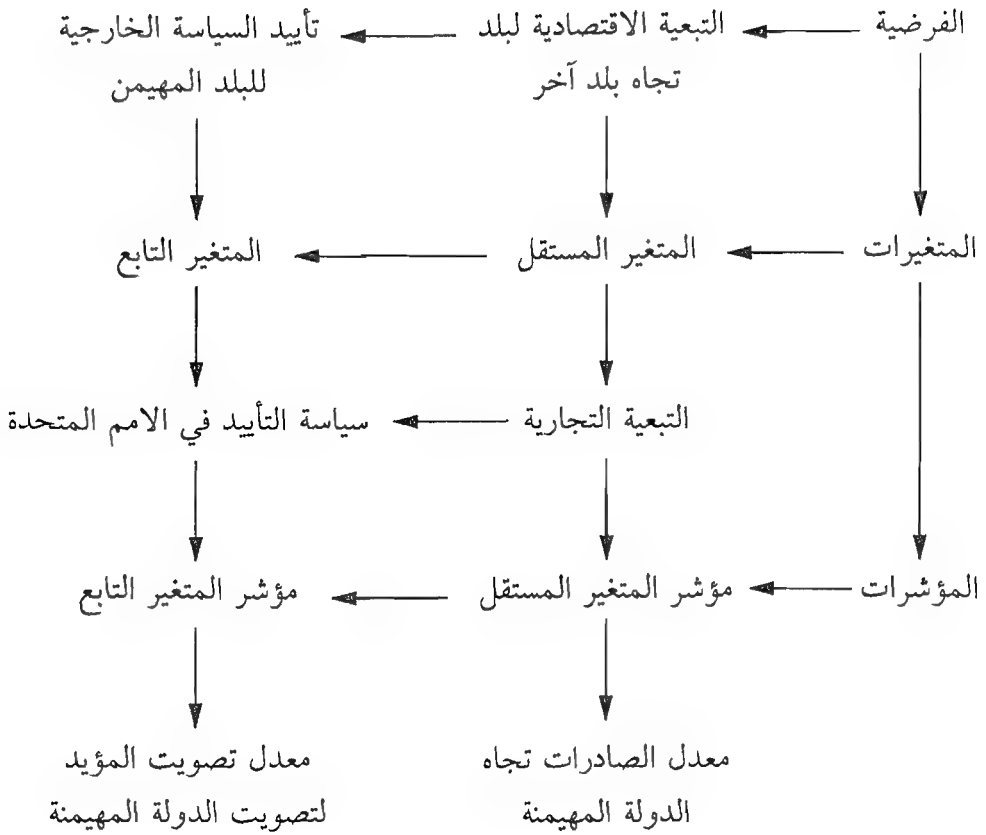 الفرضية التبعية الاقتصادية لبلد تأييد السياسة الخارجية
تجاه بلد آخر للبلد المهيمن
المتغيرات المتغير المستقل المتغير التابع
التبعية التجارية سياسة التأييد في الامم المتحدة
المؤشرات مؤشر المتغير المستقل مؤشر المتغير التابع
معدل الصادرات تجاه معدل تصويت المؤيد
الدولة المهيمنة لتصويت الدولة المهيمنة